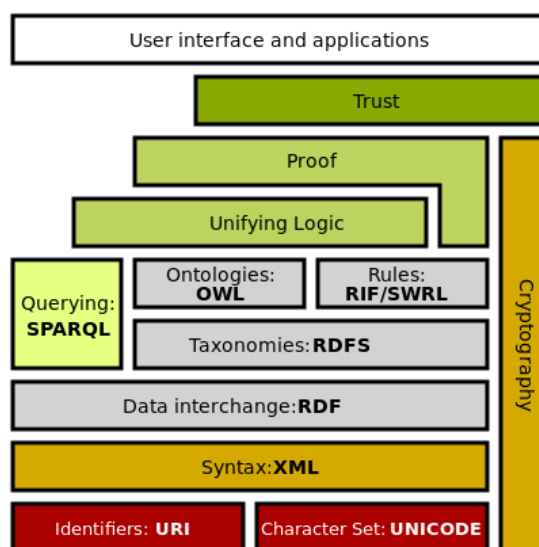 User interface and applications
Trust
Proof
Unifying Logic
Ontologies:
OWL
Rules:
RIF/SWRL
Querying:
SPARQL
Taxonomies:RDFS
Data interchange:RDF
Syntax:XML
Identifiers: URI
Character Set: UNICODE
Cryptography